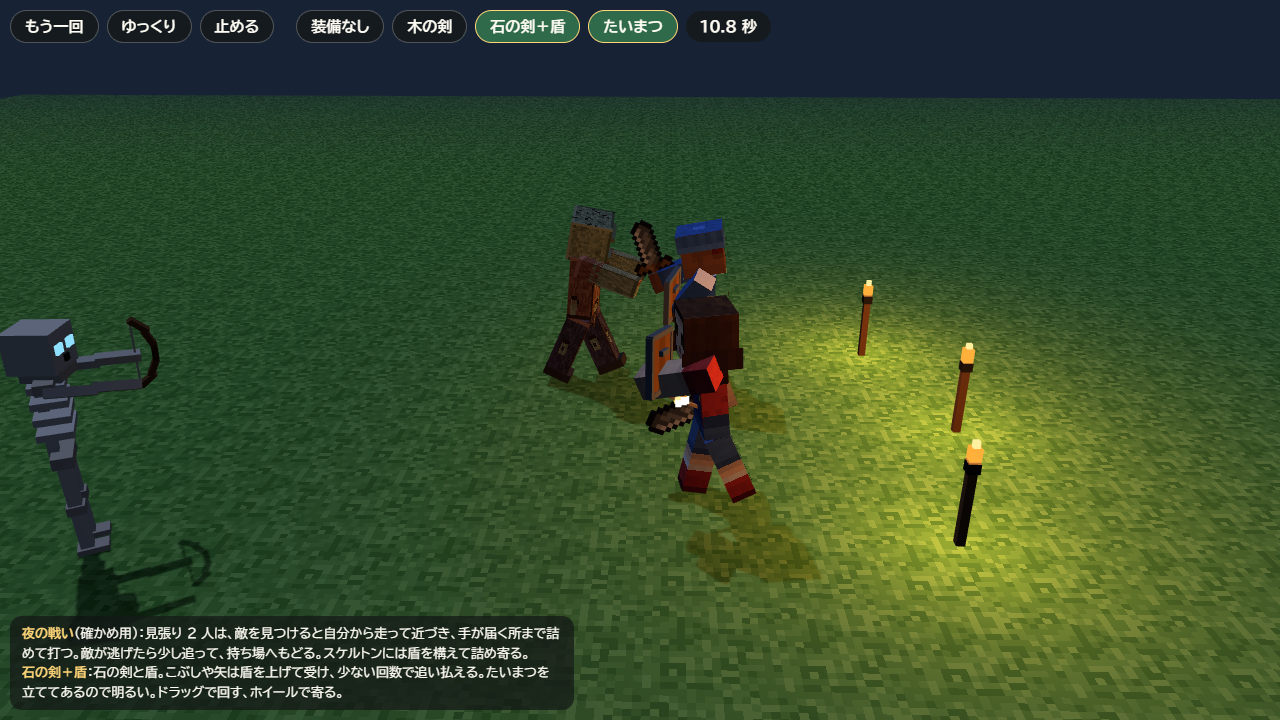 もう一回 ゆっくり 止める 装備なし 木の剣 石の剣＋盾 たいまつ 10.8 秒
夜の戦い（確かめ用）：見張り 2 人は、敵を見つけると自分から走って近づき、手が届く所まで詰
めて打つ。敵が逃げたら少し追って、持ち場へもどる。スケルトンには盾を構えて詰め寄る。
石の剣＋盾：石の剣と盾。こぶしや矢は盾を上げて受け、少ない回数で追い払える。たいまつを
立ててあるので明るい。ドラッグで回す、ホイールで寄る。